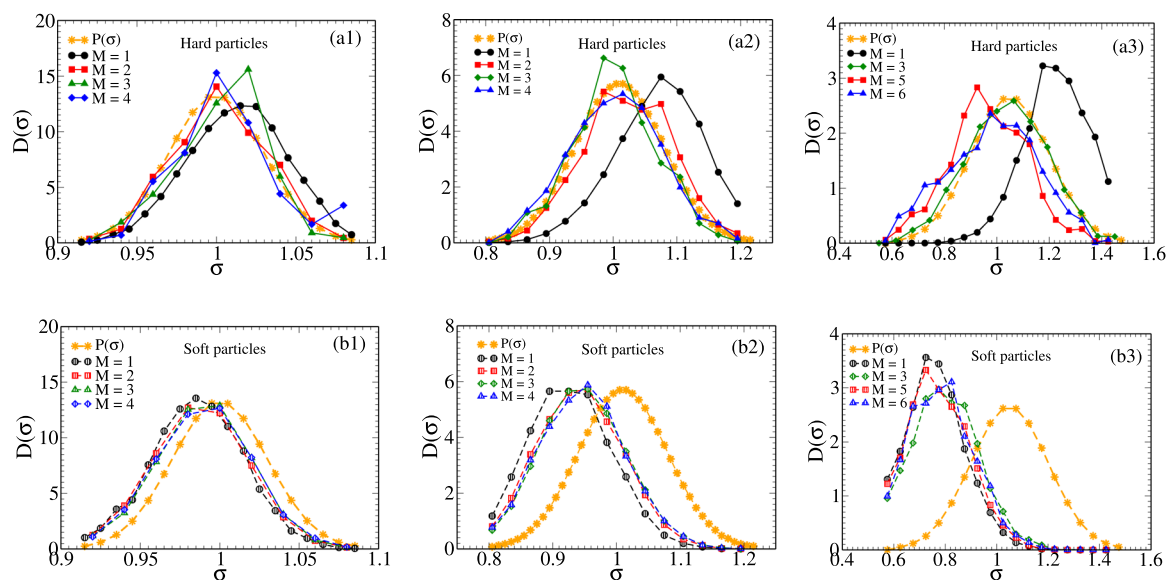 20
15
10
5
0
D(σ)
P(σ)
M = 1
M = 2
M = 3
M = 4
Hard particles
(a1)
0.9
0.95
1
1.05
1.1
σ
8
6
4
2
0
D(σ)
P(σ)
M = 1
M = 2
M = 3
M = 4
Hard particles
(a2)
0.8
0.9
1
1.1
1.2
σ
4
3
2
1
0
D(σ)
P(σ)
M = 1
M = 3
M = 5
M = 6
Hard particles
(a3)
0.4
0.6
0.8
1
1.2
1.4
1.6
σ
20
15
10
5
0
D(σ)
P(σ)
M = 1
M = 2
M = 3
M = 4
Soft particles
(b1)
0.9
0.95
1
1.05
1.1
σ
8
6
4
2
0
D(σ)
P(σ)
M = 1
M = 2
M = 3
M = 4
Soft particles
(b2)
0.8
0.9
1
1.1
1.2
σ
4
3
2
1
0
D(σ)
P(σ)
M = 1
M = 3
M = 5
M = 6
Soft particles
(b3)
0.4
0.6
0.8
1
1.2
1.4
1.6
σ